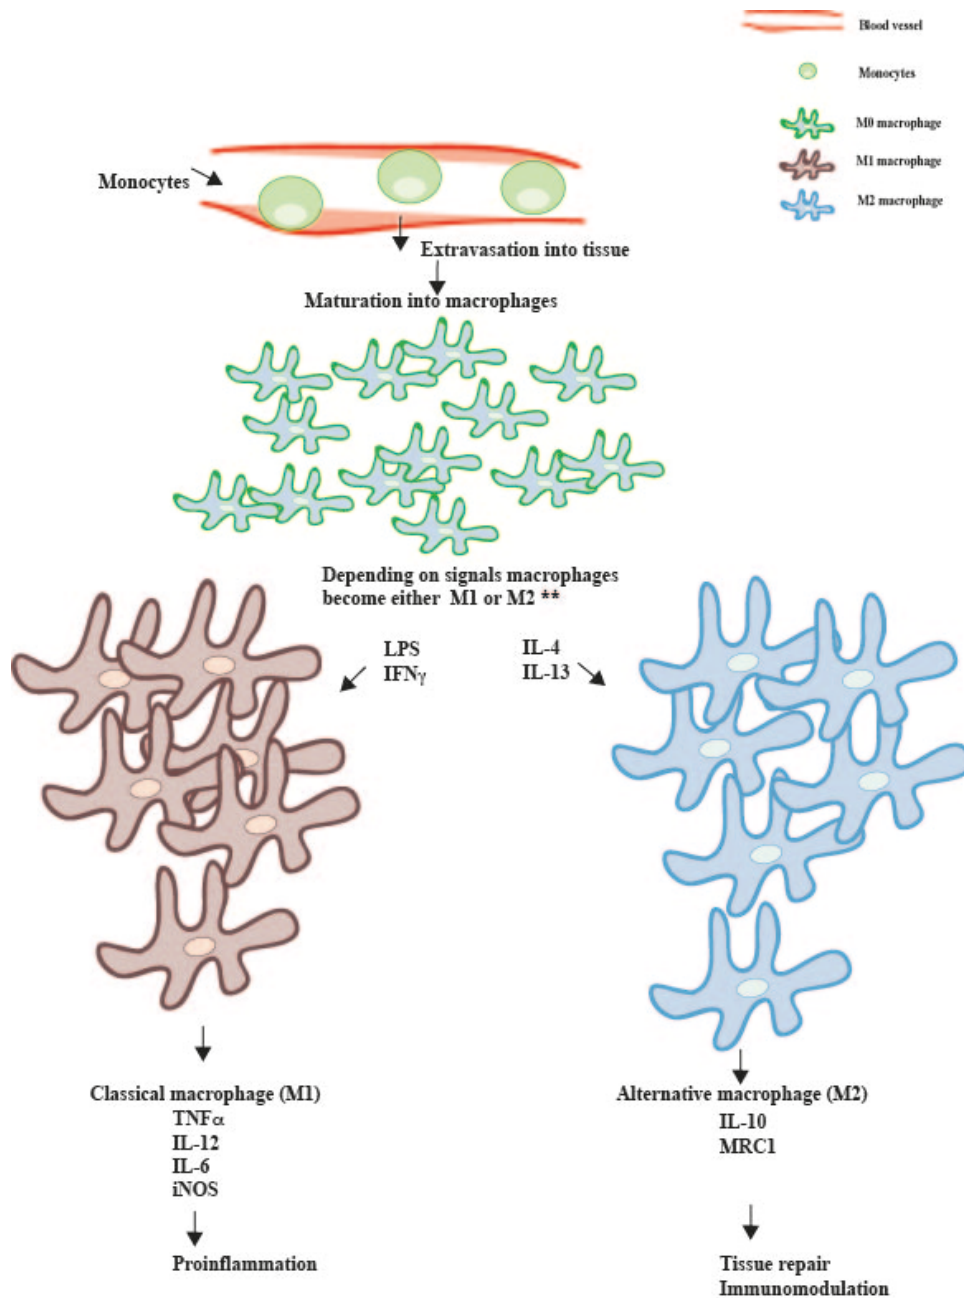 Blood vessel
Monocytes
M0 macrophage
M1 macrophage
M2 macrophage
Monocytes
Extravasation into tissue
Maturation into macrophages
Depending on signals macrophages
become either M1 or M2 **
LPS
IFNγ
IL-4
IL-13
Classical macrophage (M1)
TNFα
IL-12
IL-6
iNOS
Proinflammation
Alternative macrophage (M2)
IL-10
MRC1
Tissue repair
Immunomodulation